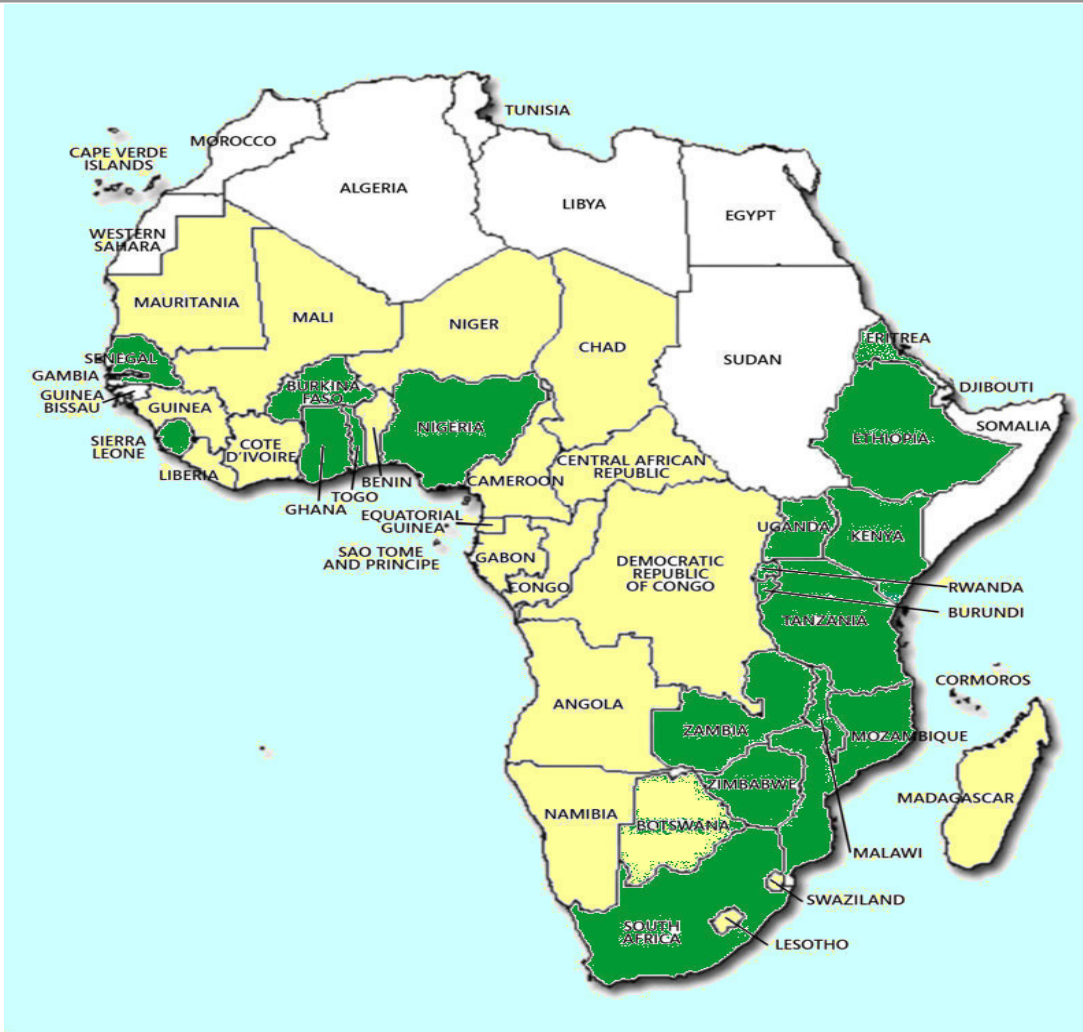 TUNISIA
MOROCCO
CAPE VERDE
ISLANDS
ALGERIA
LIBYA
EGYPT
WESTERN
SAHARA
MAURITANIA
MALI
NIGER
CHAD
SUDAN
ERITREA
SENEGAL
GAMBIA
GUINEA
BISSAU
DJIBOUTI
BURKINA
FASO
GUINEA
NIGERIA
SOMALIA
ETHIOPIA
SIERRA
LEONE
COTE
D'IVOIRE
CENTRAL AFRICAN
REPUBLIC
LIBERIA
BENIN
CAMEROON
TOGO
GHANA
EQUATORIAL
GUINEA
UGANDA
KENYA
SAO TOME
AND PRINCIPE
GABON
DEMOCRATIC
REPUBLIC
OF CONGO
CONGO
RWANDA
BURUNDI
TANZANIA
CORMOROS
ANGOLA
ZAMBIA
MOZAMBIQUE
ZIMBABWE
MADAGASCAR
NAMIBIA
BOTSWANA
MALAWI
SWAZILAND
SOUTH
AFRICA
LESOTHO